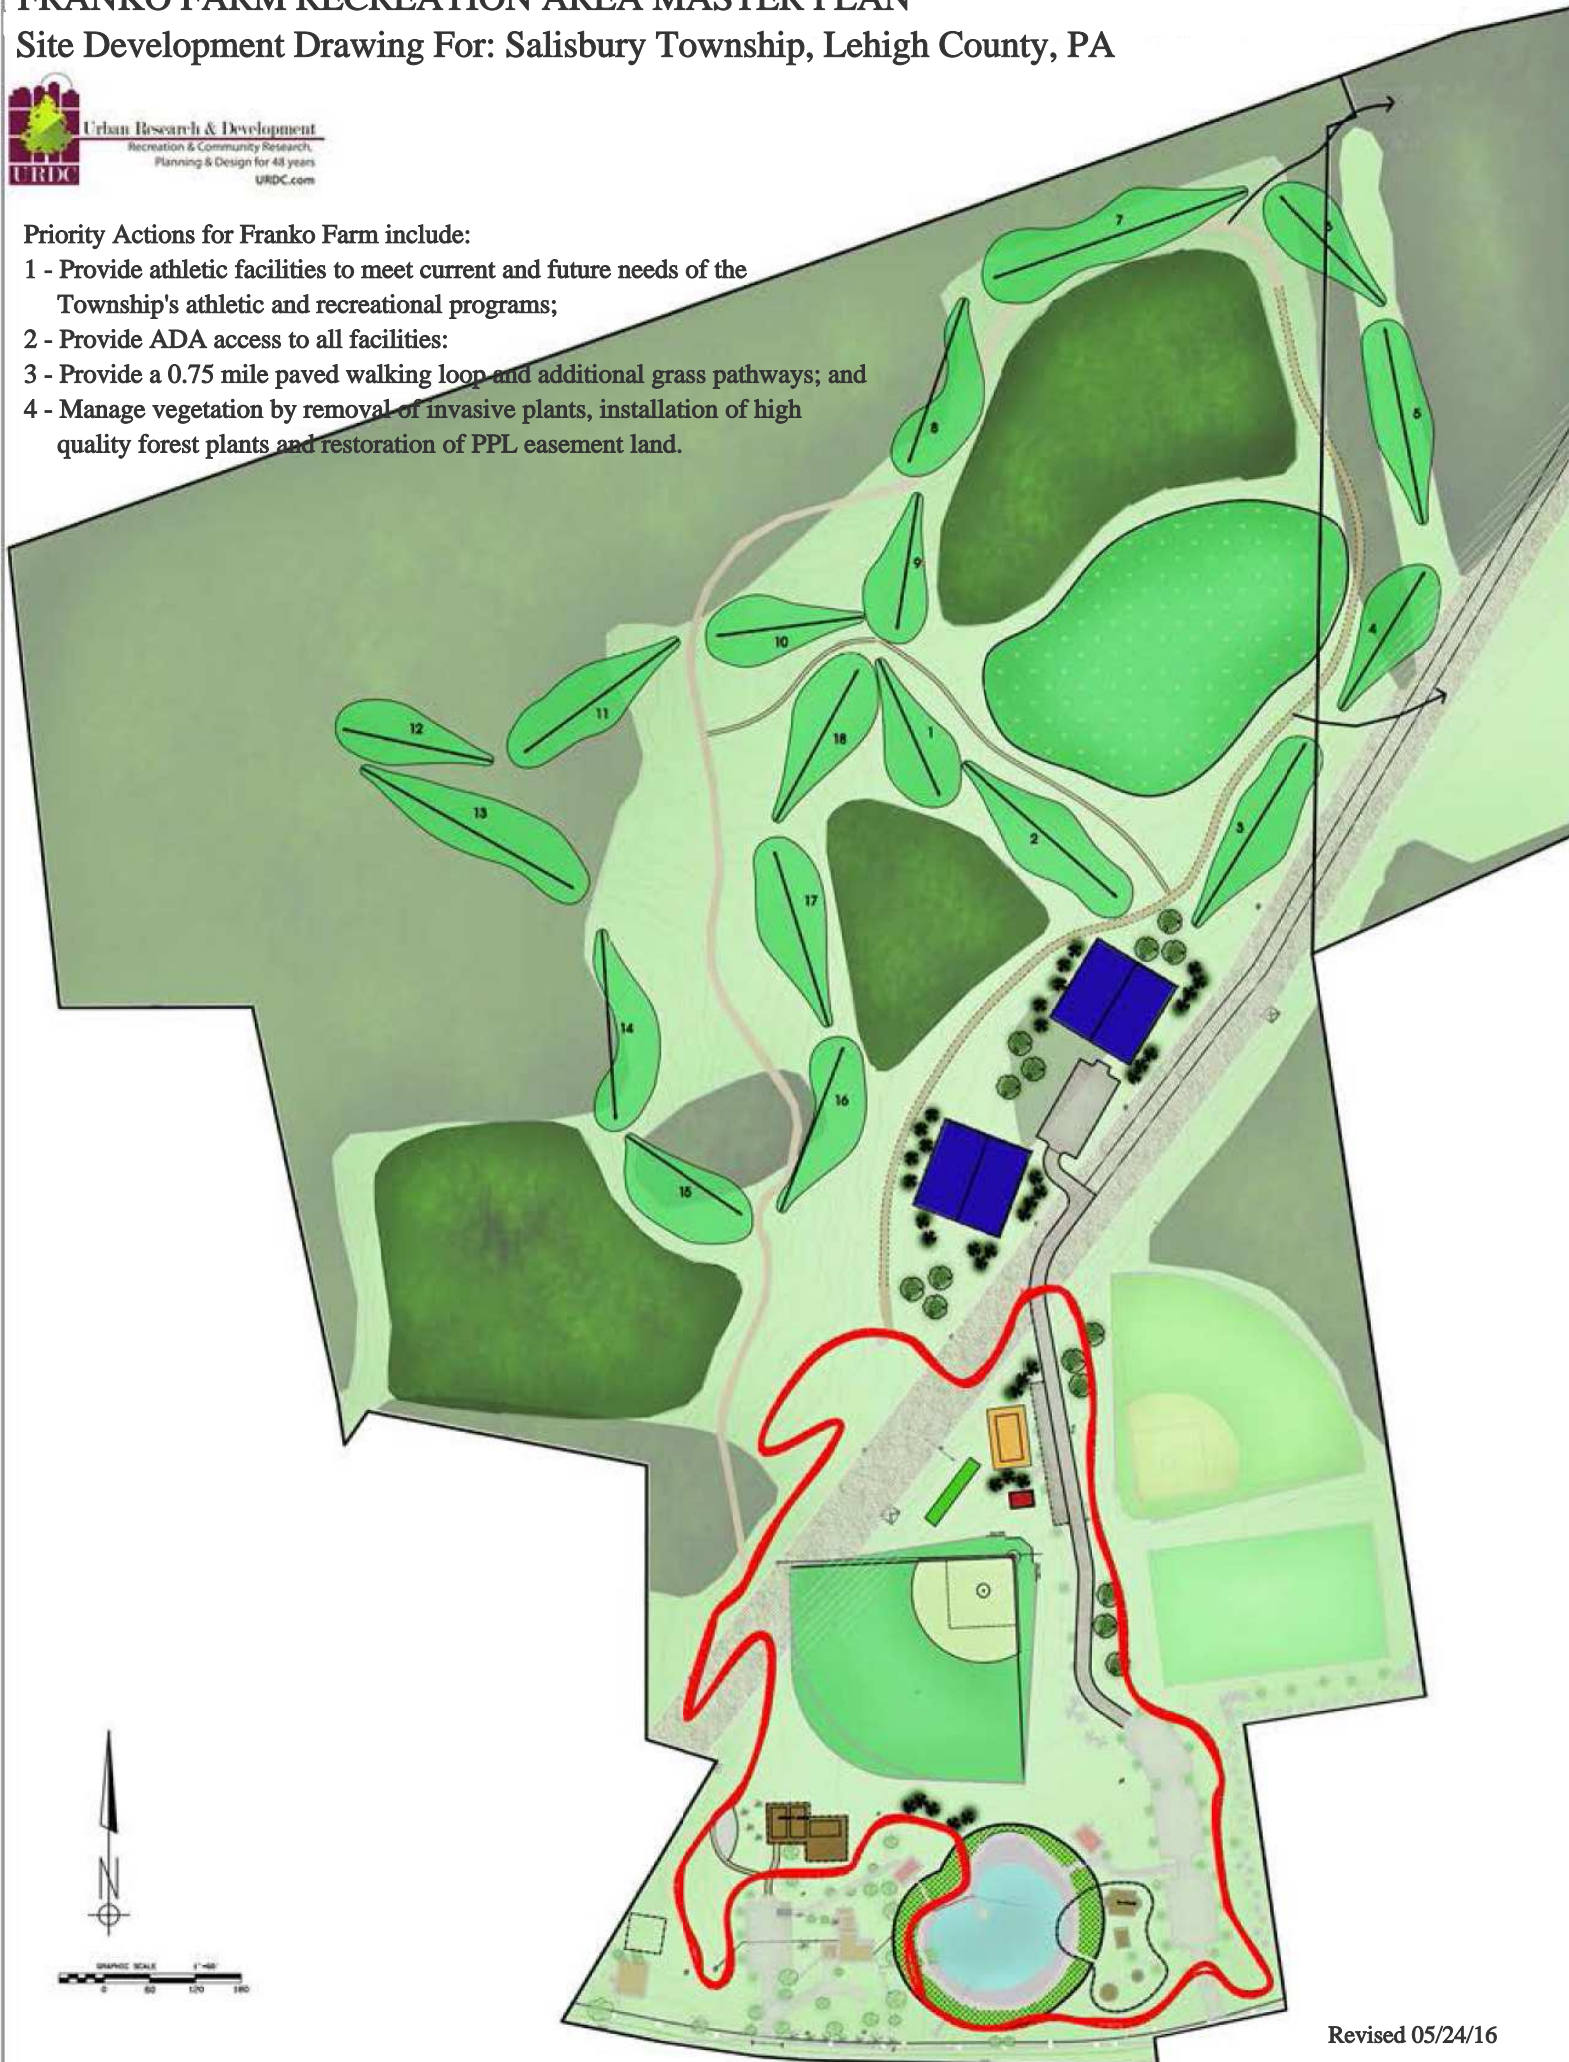 FRANKO FARM RECREATION AREA MASTER PLAN
Site Development Drawing For: Salisbury Township, Lehigh County, PA
Urban Research & Development
Recreation & Community Research,
Planning & Design for 48 years
URDC.com
URDC
Priority Actions for Franko Farm include:
1 - Provide athletic facilities to meet current and future needs of the
Township's athletic and recreational programs;
2 - Provide ADA access to all facilities:
3 - Provide a 0.75 mile paved walking loop and additional grass pathways; and
4 - Manage vegetation by removal of invasive plants, installation of high
quality forest plants and restoration of PPL easement land.
7
8
5
9
4
10
11
12
18
1
13
2
3
17
14
16
15
N
GRAPHIC SCALE 1"=60'
0 60 120 180
Revised 05/24/16